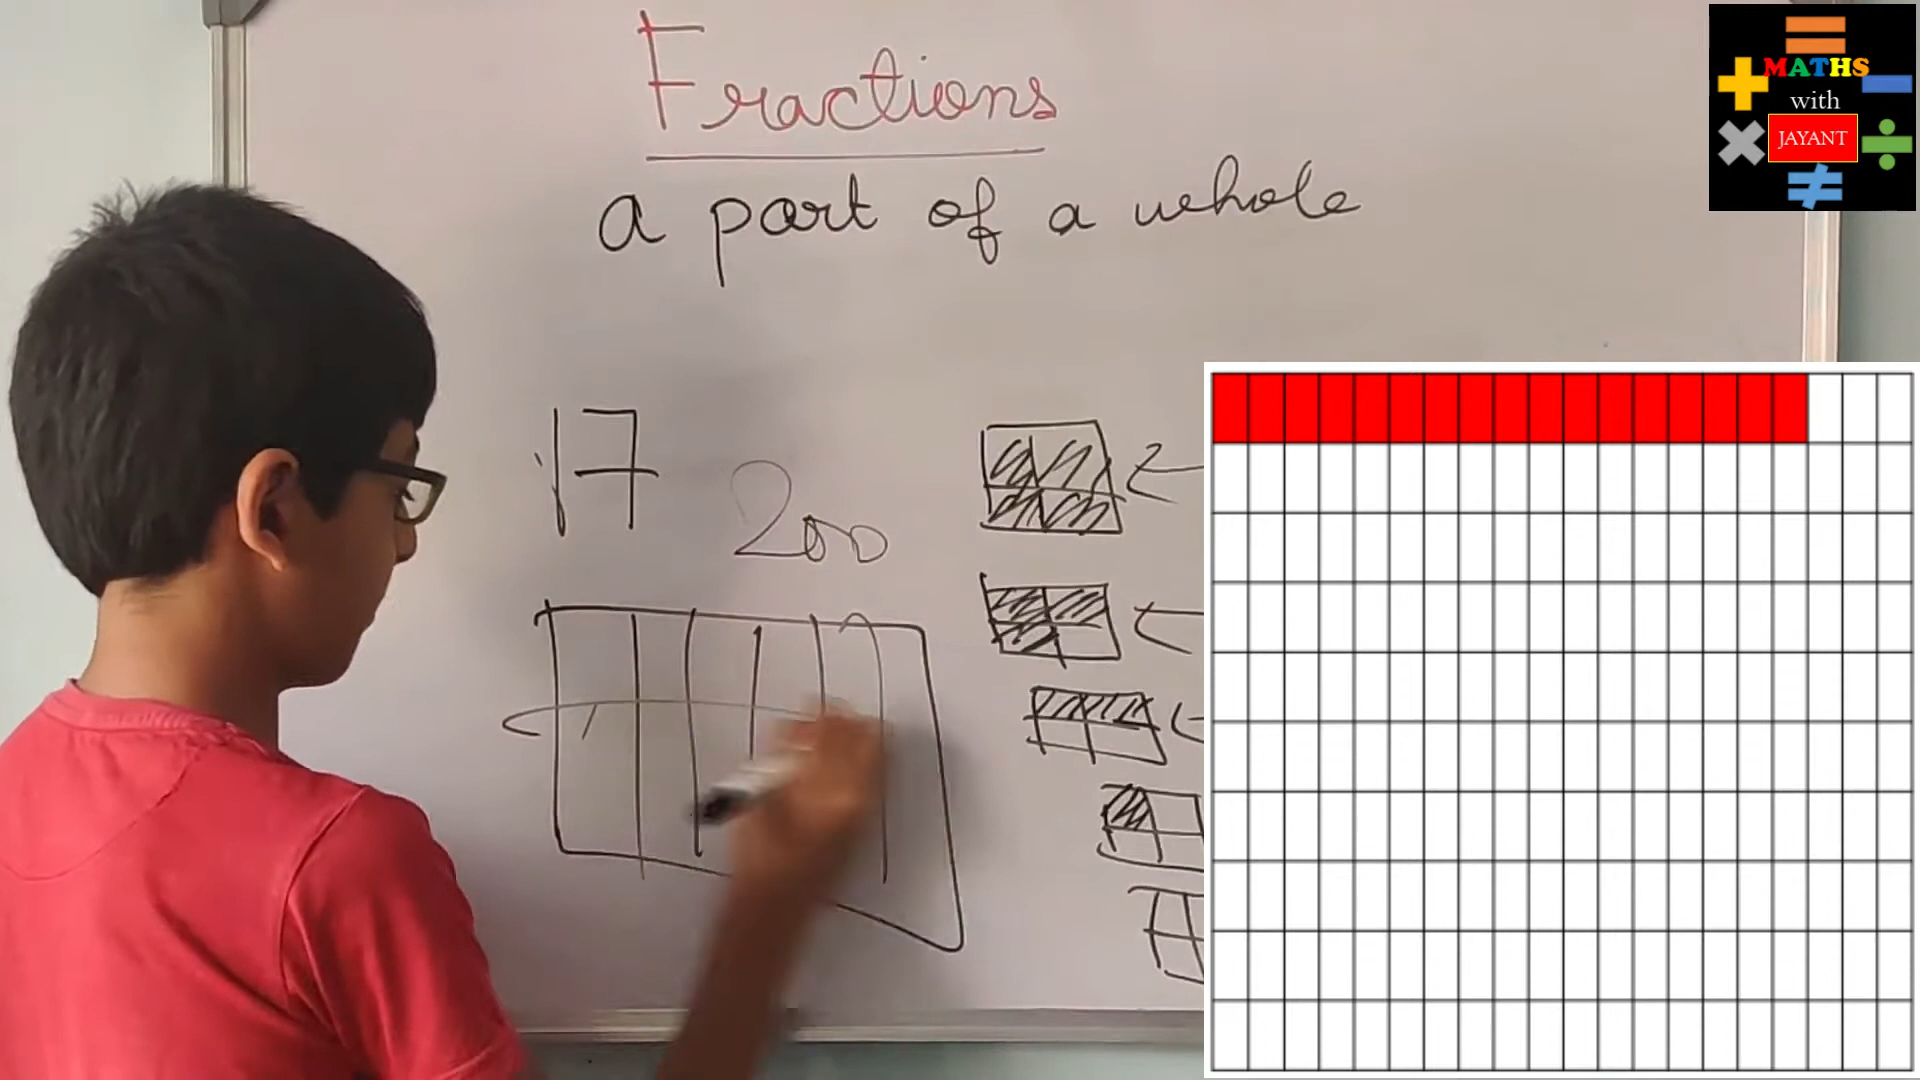 Fractions
a part of a whole
17
200
MATHS
with
JAYANT